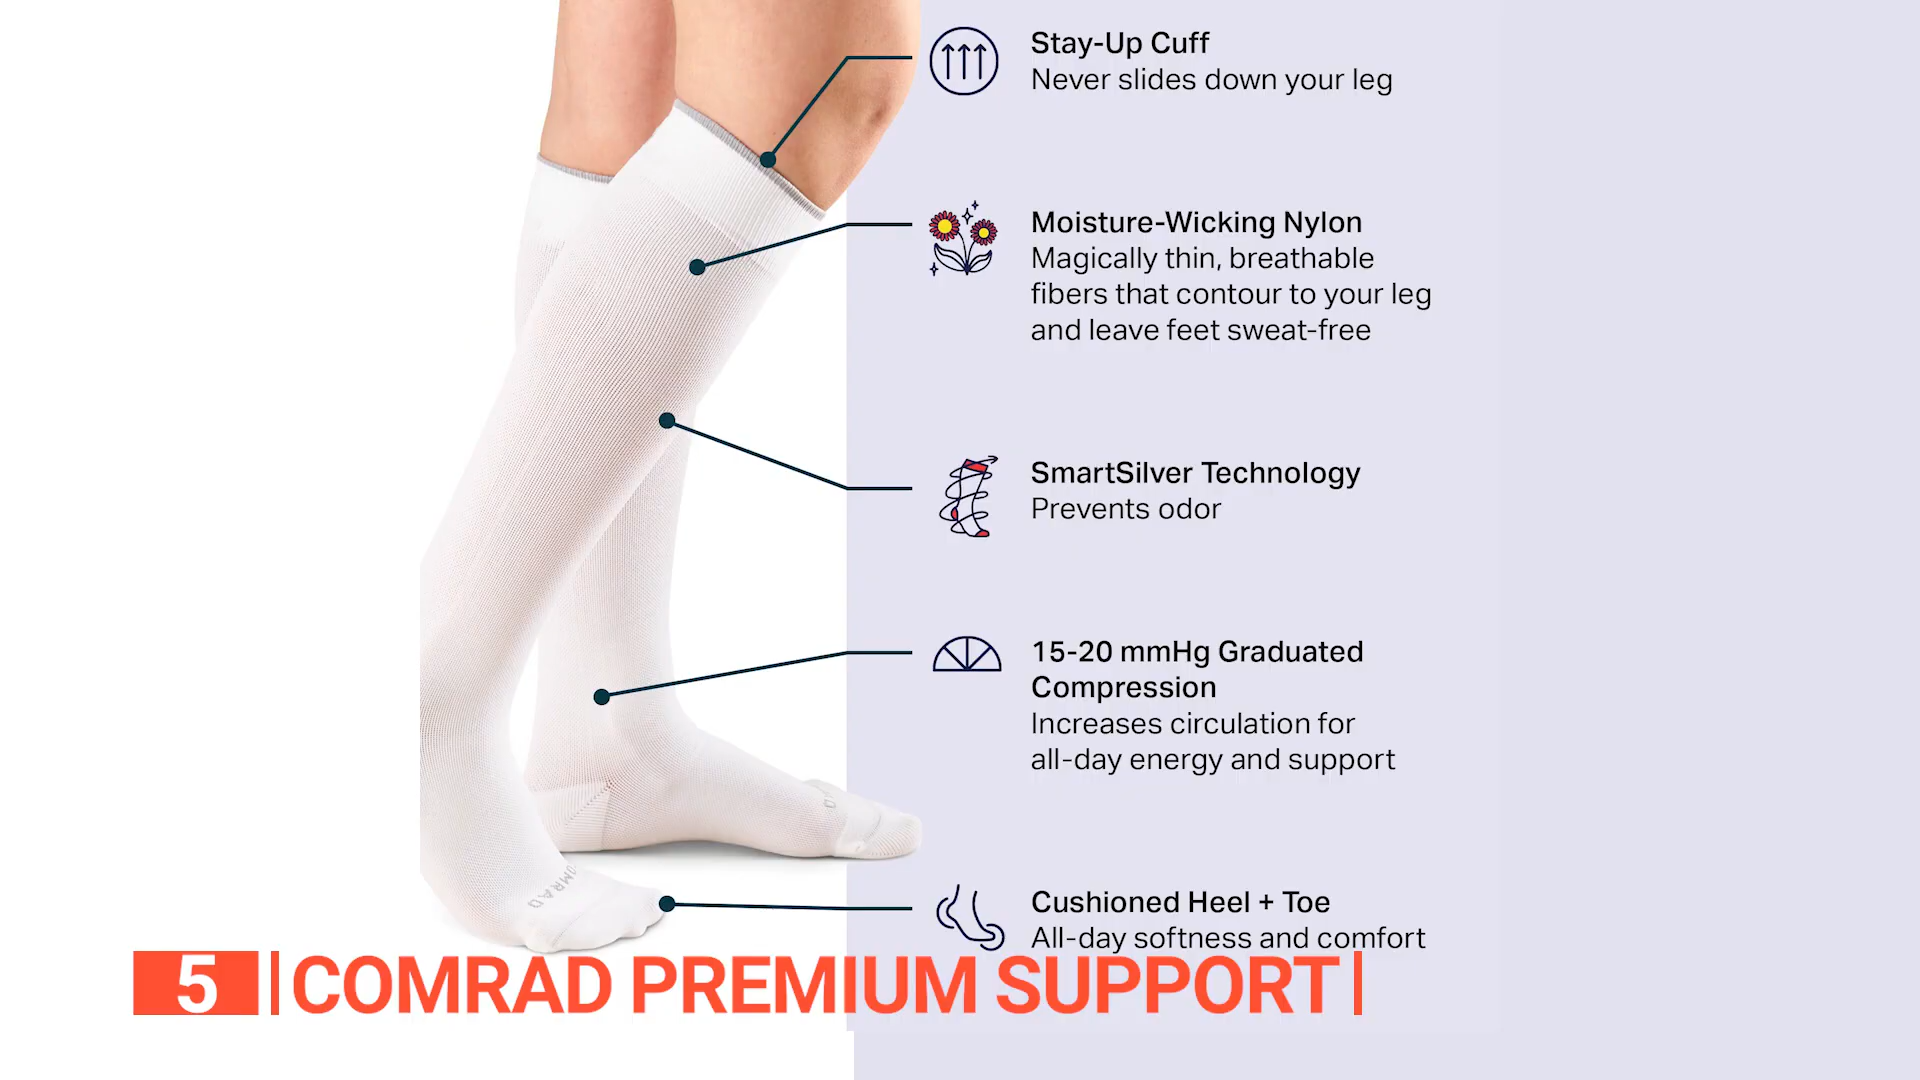 Stay-Up Cuff
Never slides down your leg
Moisture-Wicking Nylon
Magically thin, breathable
fibers that contour to your leg
and leave feet sweat-free
SmartSilver Technology
Prevents odor
15-20 mmHg Graduated
Compression
Increases circulation for
all-day energy and support
Cushioned Heel + Toe
All-day softness and comfort
5 COMRAD PREMIUM SUPPORT